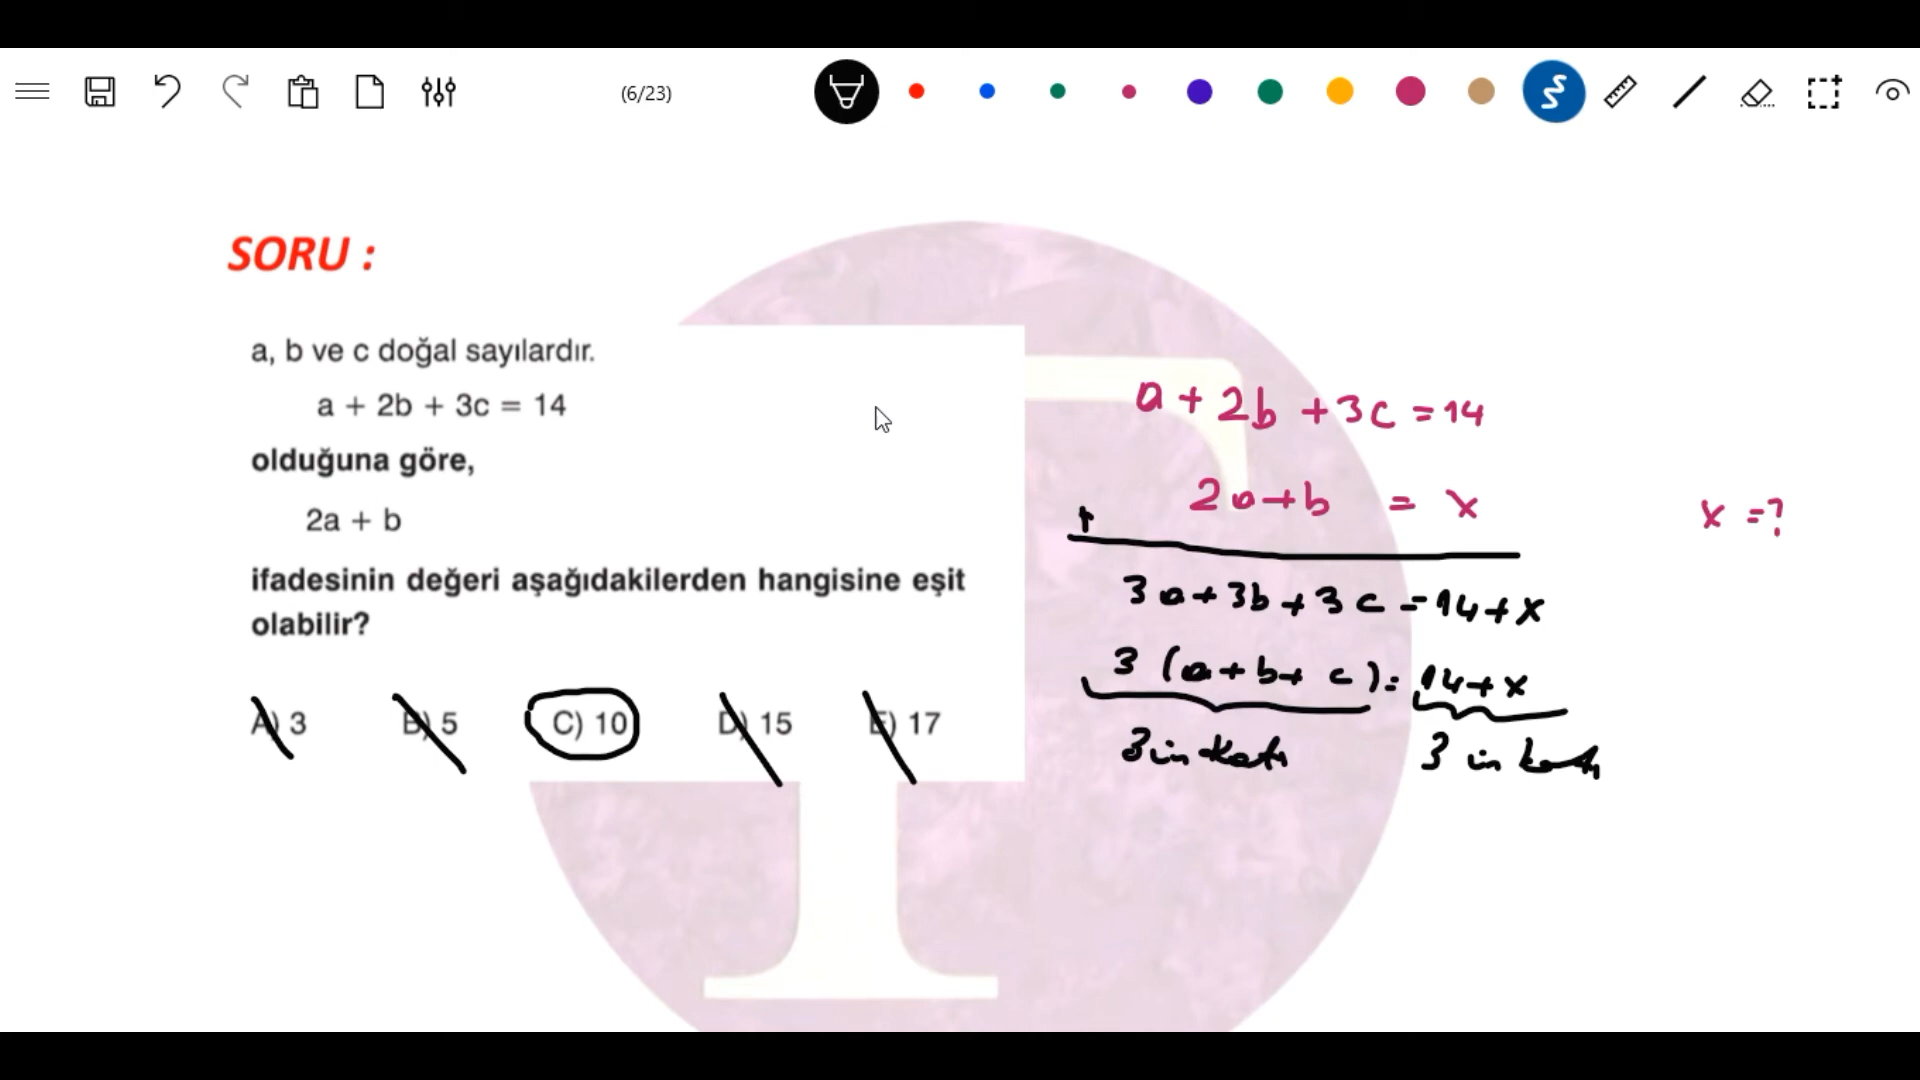 (6/23)
SORU :
a, b ve c doğal sayılardır.
a + 2b + 3c = 14
olduğuna göre,
2a + b
ifadesinin değeri aşağıdakilerden hangisine eşit
olabilir?
A) 3 B) 5 C) 10 D) 15 E) 17
a + 2b + 3c = 14
2a + b = x x = ?
+
3a + 3b + 3c = 14 + x
3 (a + b + c) = 14 + x
3 ün katı 3 ün katı